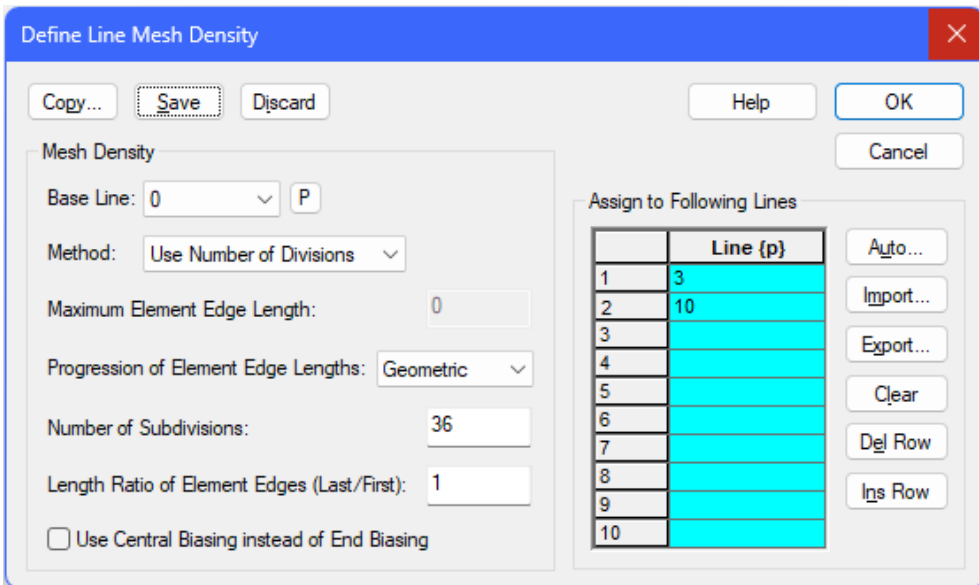 Define Line Mesh Density
Copy... Save Discard Help OK
Cancel
Mesh Density
Base Line: 0 P
Method: Use Number of Divisions
Maximum Element Edge Length: 0
Progression of Element Edge Lengths: Geometric
Number of Subdivisions: 36
Length Ratio of Element Edges (Last/First): 1
Use Central Biasing instead of End Biasing
Assign to Following Lines
Line {p}
1 3
2 10
3
4
5
6
7
8
9
10
Auto...
Import...
Export...
Clear
Del Row
Ins Row